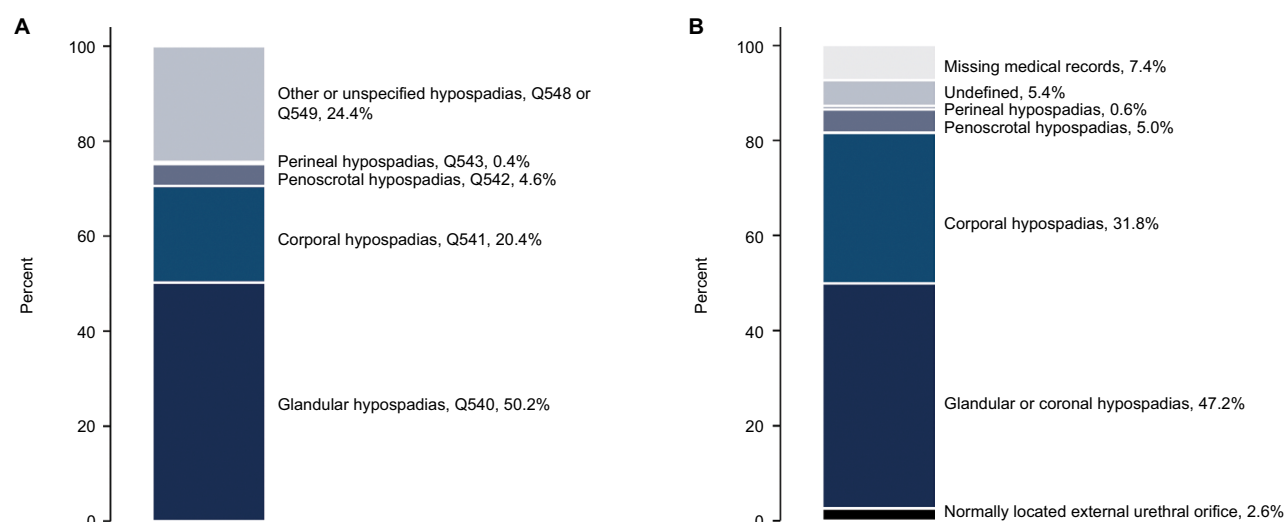 A
Percent
100
80
60
40
20
0
Other or unspecified hypospadias, Q548 or
Q549, 24.4%
Perineal hypospadias, Q543, 0.4%
Penoscrotal hypospadias, Q542, 4.6%
Corporal hypospadias, Q541, 20.4%
Glandular hypospadias, Q540, 50.2%
B
Percent
100
80
60
40
20
0
Missing medical records, 7.4%
Undefined, 5.4%
Perineal hypospadias, 0.6%
Penoscrotal hypospadias, 5.0%
Corporal hypospadias, 31.8%
Glandular or coronal hypospadias, 47.2%
Normally located external urethral orifice, 2.6%